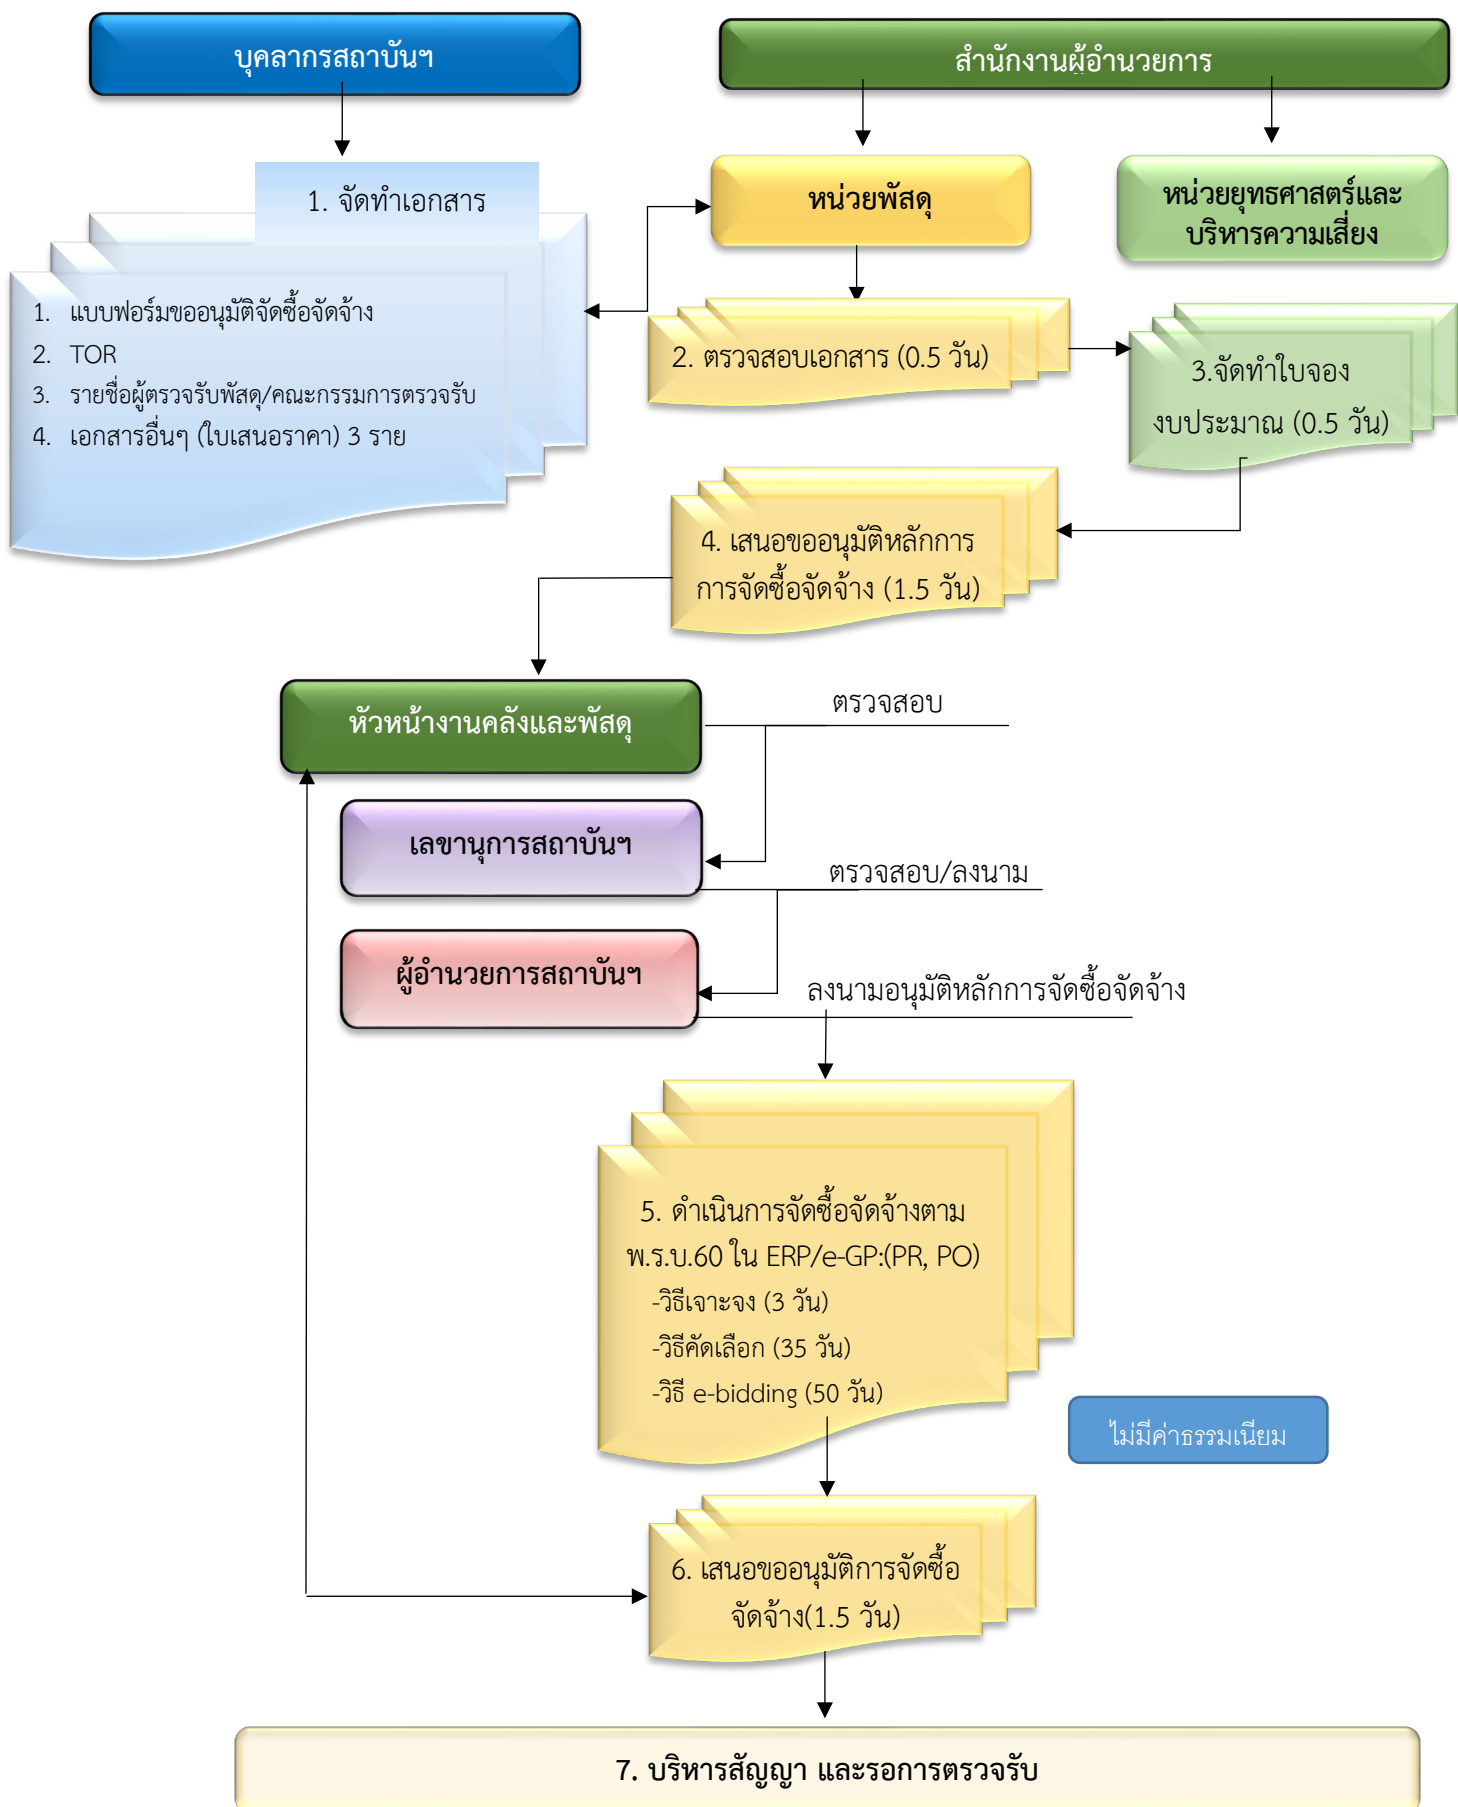 บุคลากรสถาบันฯ
สำนักงานผู้อำนวยการ
1. จัดทำเอกสาร
หน่วยพัสดุ
หน่วยยุทธศาสตร์และ
บริหารความเสี่ยง
1. แบบฟอร์มขออนุมัติจัดซื้อจัดจ้าง
2. TOR
3. รายชื่อผู้ตรวจรับพัสดุ/คณะกรรมการตรวจรับ
4. เอกสารอื่นๆ (ใบเสนอราคา) 3 ราย
2. ตรวจสอบเอกสาร (0.5 วัน)
3.จัดทำใบจอง
งบประมาณ (0.5 วัน)
4. เสนอขออนุมัติหลักการ
การจัดซื้อจัดจ้าง (1.5 วัน)
หัวหน้างานคลังและพัสดุ
ตรวจสอบ
เลขานุการสถาบันฯ
ตรวจสอบ/ลงนาม
ผู้อำนวยการสถาบันฯ
ลงนามอนุมัติหลักการจัดซื้อจัดจ้าง
5. ดำเนินการจัดซื้อจัดจ้างตาม
พ.ร.บ.60 ใน ERP/e-GP:(PR, PO)
-วิธีเจาะจง (3 วัน)
-วิธีคัดเลือก (35 วัน)
-วิธี e-bidding (50 วัน)
ไม่มีค่าธรรมเนียม
6. เสนอขออนุมัติการจัดซื้อ
จัดจ้าง(1.5 วัน)
7. บริหารสัญญา และรอการตรวจรับ